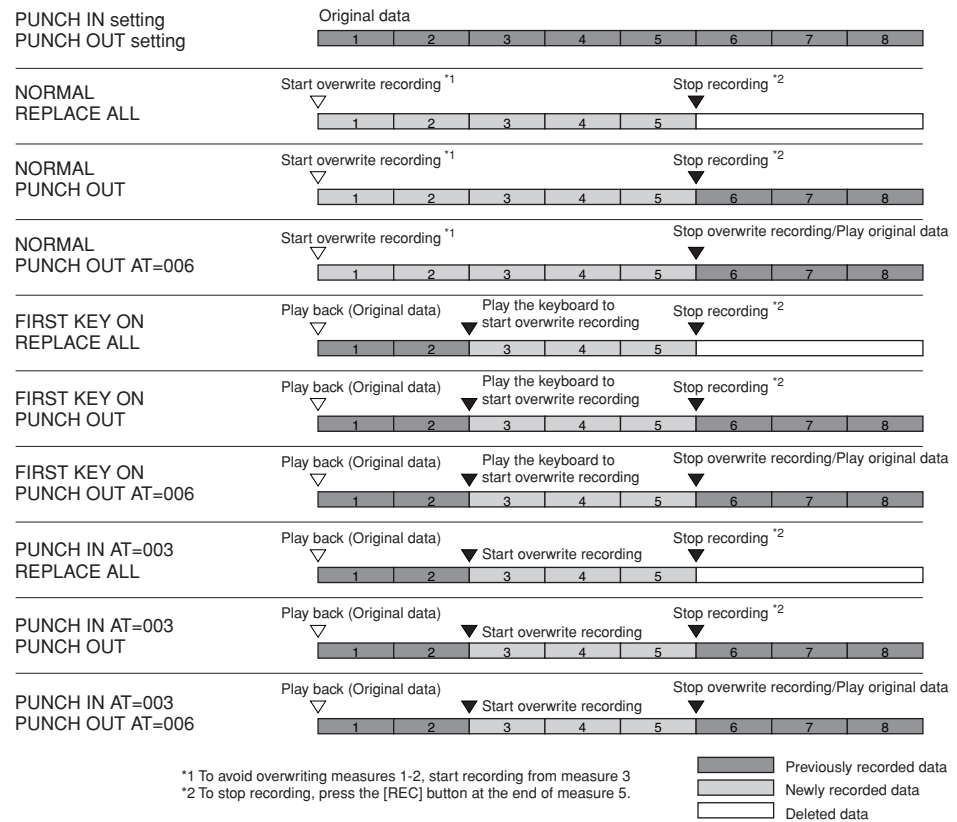 PUNCH IN setting
PUNCH OUT setting
Original data
1 2 3 4 5 6 7 8
NORMAL
REPLACE ALL
Start overwrite recording *1
Stop recording *2
1 2 3 4 5
NORMAL
PUNCH OUT
Start overwrite recording *1
Stop recording *2
1 2 3 4 5 6 7 8
NORMAL
PUNCH OUT AT=006
Start overwrite recording *1
Stop overwrite recording/Play original data
1 2 3 4 5 6 7 8
FIRST KEY ON
REPLACE ALL
Play back (Original data)
Play the keyboard to
start overwrite recording
Stop recording *2
1 2 3 4 5
FIRST KEY ON
PUNCH OUT
Play back (Original data)
Play the keyboard to
start overwrite recording
Stop recording *2
1 2 3 4 5 6 7 8
FIRST KEY ON
PUNCH OUT AT=006
Play back (Original data)
Play the keyboard to
start overwrite recording
Stop overwrite recording/Play original data
1 2 3 4 5 6 7 8
PUNCH IN AT=003
REPLACE ALL
Play back (Original data)
Start overwrite recording
Stop recording *2
1 2 3 4 5
PUNCH IN AT=003
PUNCH OUT
Play back (Original data)
Start overwrite recording
Stop recording *2
1 2 3 4 5 6 7 8
PUNCH IN AT=003
PUNCH OUT AT=006
Play back (Original data)
Start overwrite recording
Stop overwrite recording/Play original data
1 2 3 4 5 6 7 8
*1 To avoid overwriting measures 1-2, start recording from measure 3
*2 To stop recording, press the [REC] button at the end of measure 5.
Previously recorded data
Newly recorded data
Deleted data